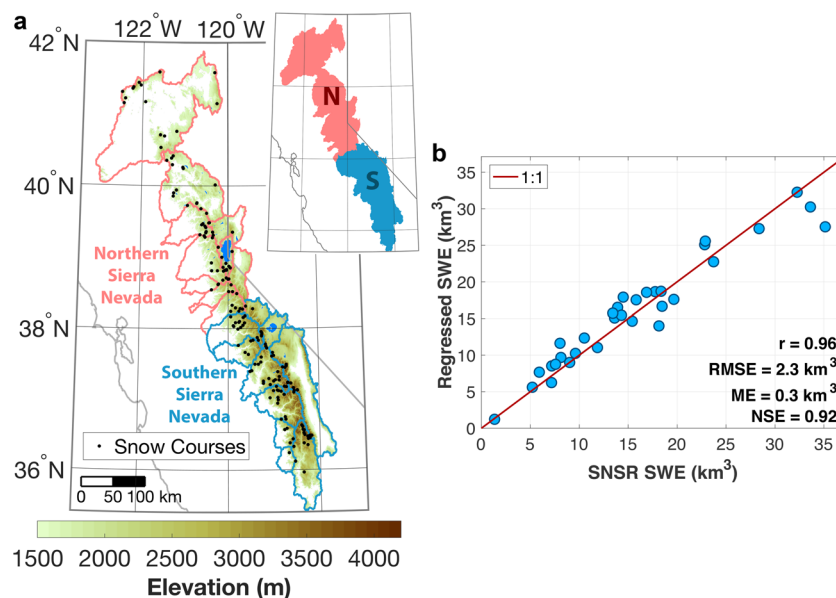 a
122°W 120°W
42°N
40°N
38°N
36°N
Northern
Sierra
Nevada
Southern
Sierra
Nevada
Snow Courses
0 50 100 km
1500 2000 2500 3000 3500 4000
Elevation (m)
N
S
b
1:1
35
30
25
20
15
10
5
0
Regressed SWE (km³)
r = 0.96
RMSE = 2.3 km³
ME = 0.3 km³
NSE = 0.92
0 5 10 15 20 25 30 35
SNSR SWE (km³)